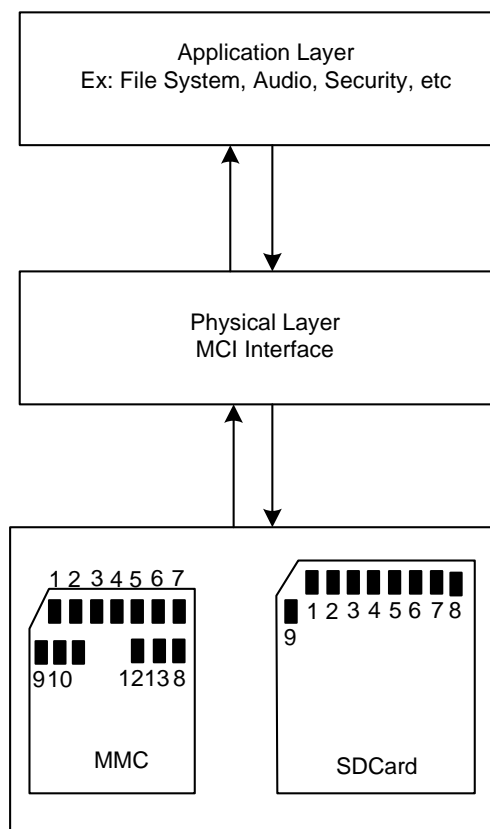 Application Layer
Ex: File System, Audio, Security, etc
Physical Layer
MCI Interface
1 2 3 4 5 6 7
9 10 12 13 8
MMC
1 2 3 4 5 6 7 8
9
SDCard